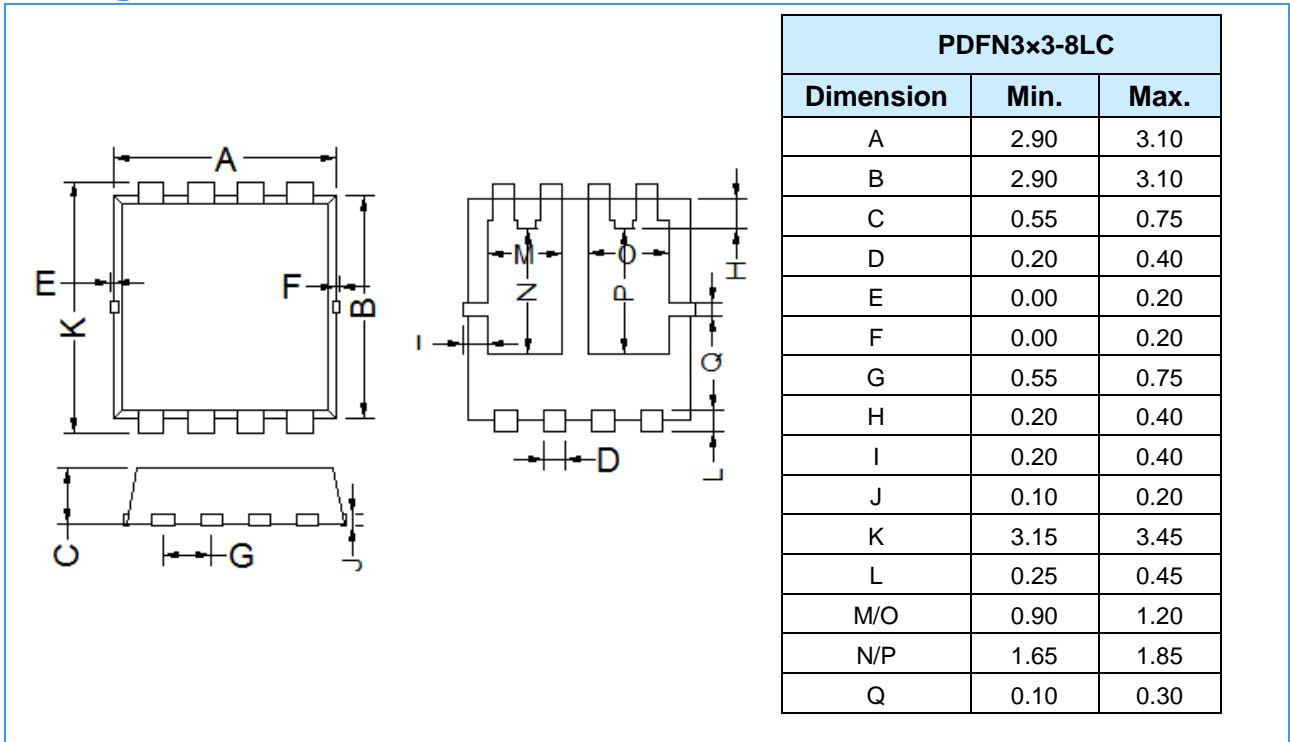 A
K
E
F
B
C
G
J
M
O
N
P
H
I
Q
D
L
PDFN3×3-8LC
Dimension Min. Max.
A 2.90 3.10
B 2.90 3.10
C 0.55 0.75
D 0.20 0.40
E 0.00 0.20
F 0.00 0.20
G 0.55 0.75
H 0.20 0.40
I 0.20 0.40
J 0.10 0.20
K 3.15 3.45
L 0.25 0.45
M/O 0.90 1.20
N/P 1.65 1.85
Q 0.10 0.30